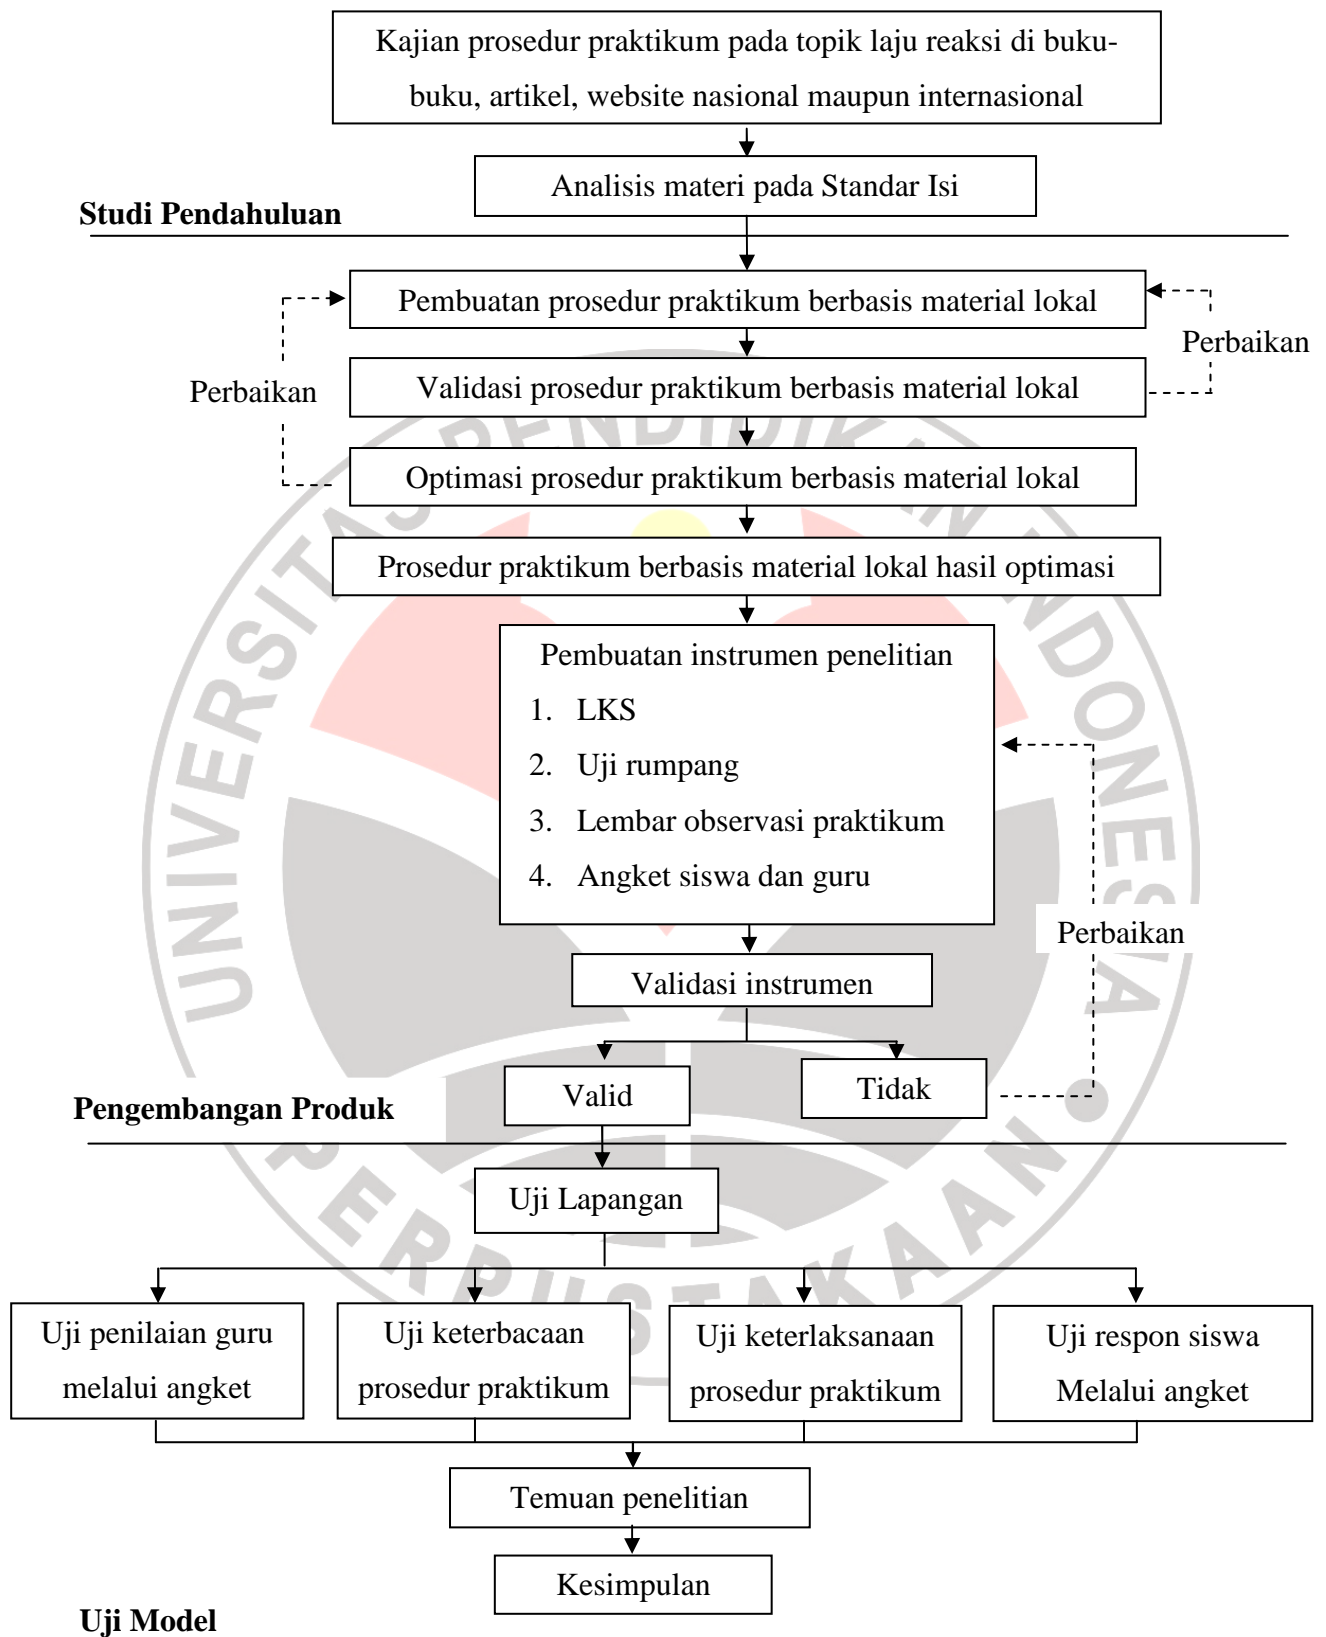 Kajian prosedur praktikum pada topik laju reaksi di buku-
buku, artikel, website nasional maupun internasional
Analisis materi pada Standar Isi
Studi Pendahuluan
Pembuatan prosedur praktikum berbasis material lokal
Perbaikan
Validasi prosedur praktikum berbasis material lokal
Perbaikan
Optimasi prosedur praktikum berbasis material lokal
Prosedur praktikum berbasis material lokal hasil optimasi
Pembuatan instrumen penelitian
1. LKS
2. Uji rumpang
3. Lembar observasi praktikum
4. Angket siswa dan guru
Perbaikan
Validasi instrumen
Valid
Tidak
Pengembangan Produk
Uji Lapangan
Uji penilaian guru
melalui angket
Uji keterbacaan
prosedur praktikum
Uji keterlaksanaan
prosedur praktikum
Uji respon siswa
Melalui angket
Temuan penelitian
Kesimpulan
Uji Model
UNIVERSITAS PENDIDIKAN INDONESIA
PERPUSTAKAAN